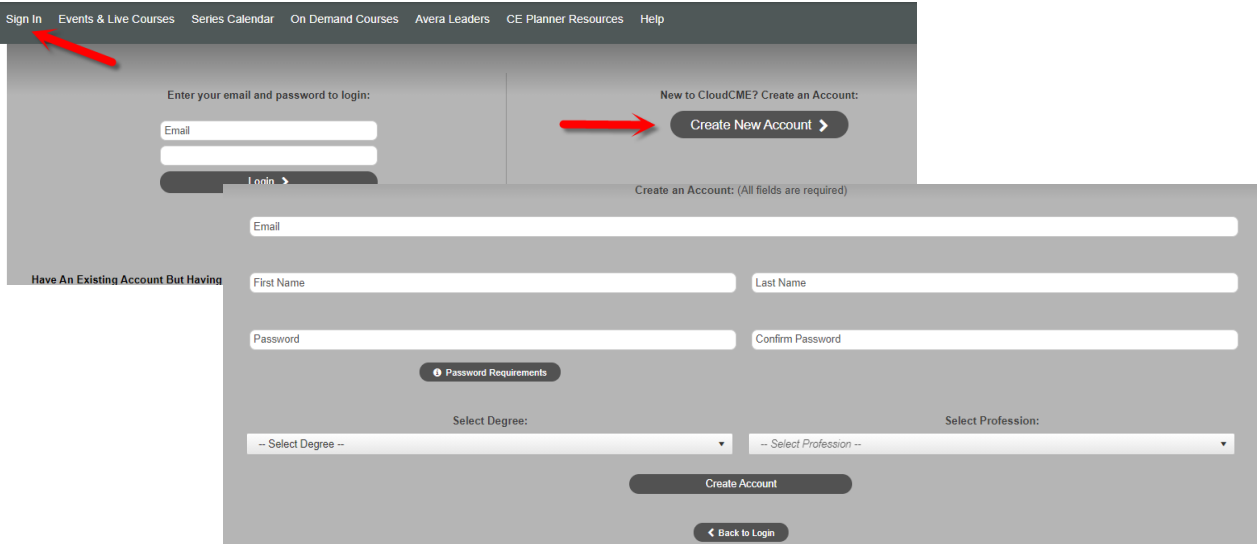 Sign In Events & Live Courses Series Calendar On Demand Courses Avera Leaders CE Planner Resources Help
Enter your email and password to login:
Email
Login
New to CloudCME? Create an Account:
Create New Account
Have An Existing Account But Having
Create an Account: (All fields are required)
Email
First Name Last Name
Password Confirm Password
Password Requirements
Select Degree: Select Profession:
-- Select Degree -- -- Select Profession --
Create Account
Back to Login